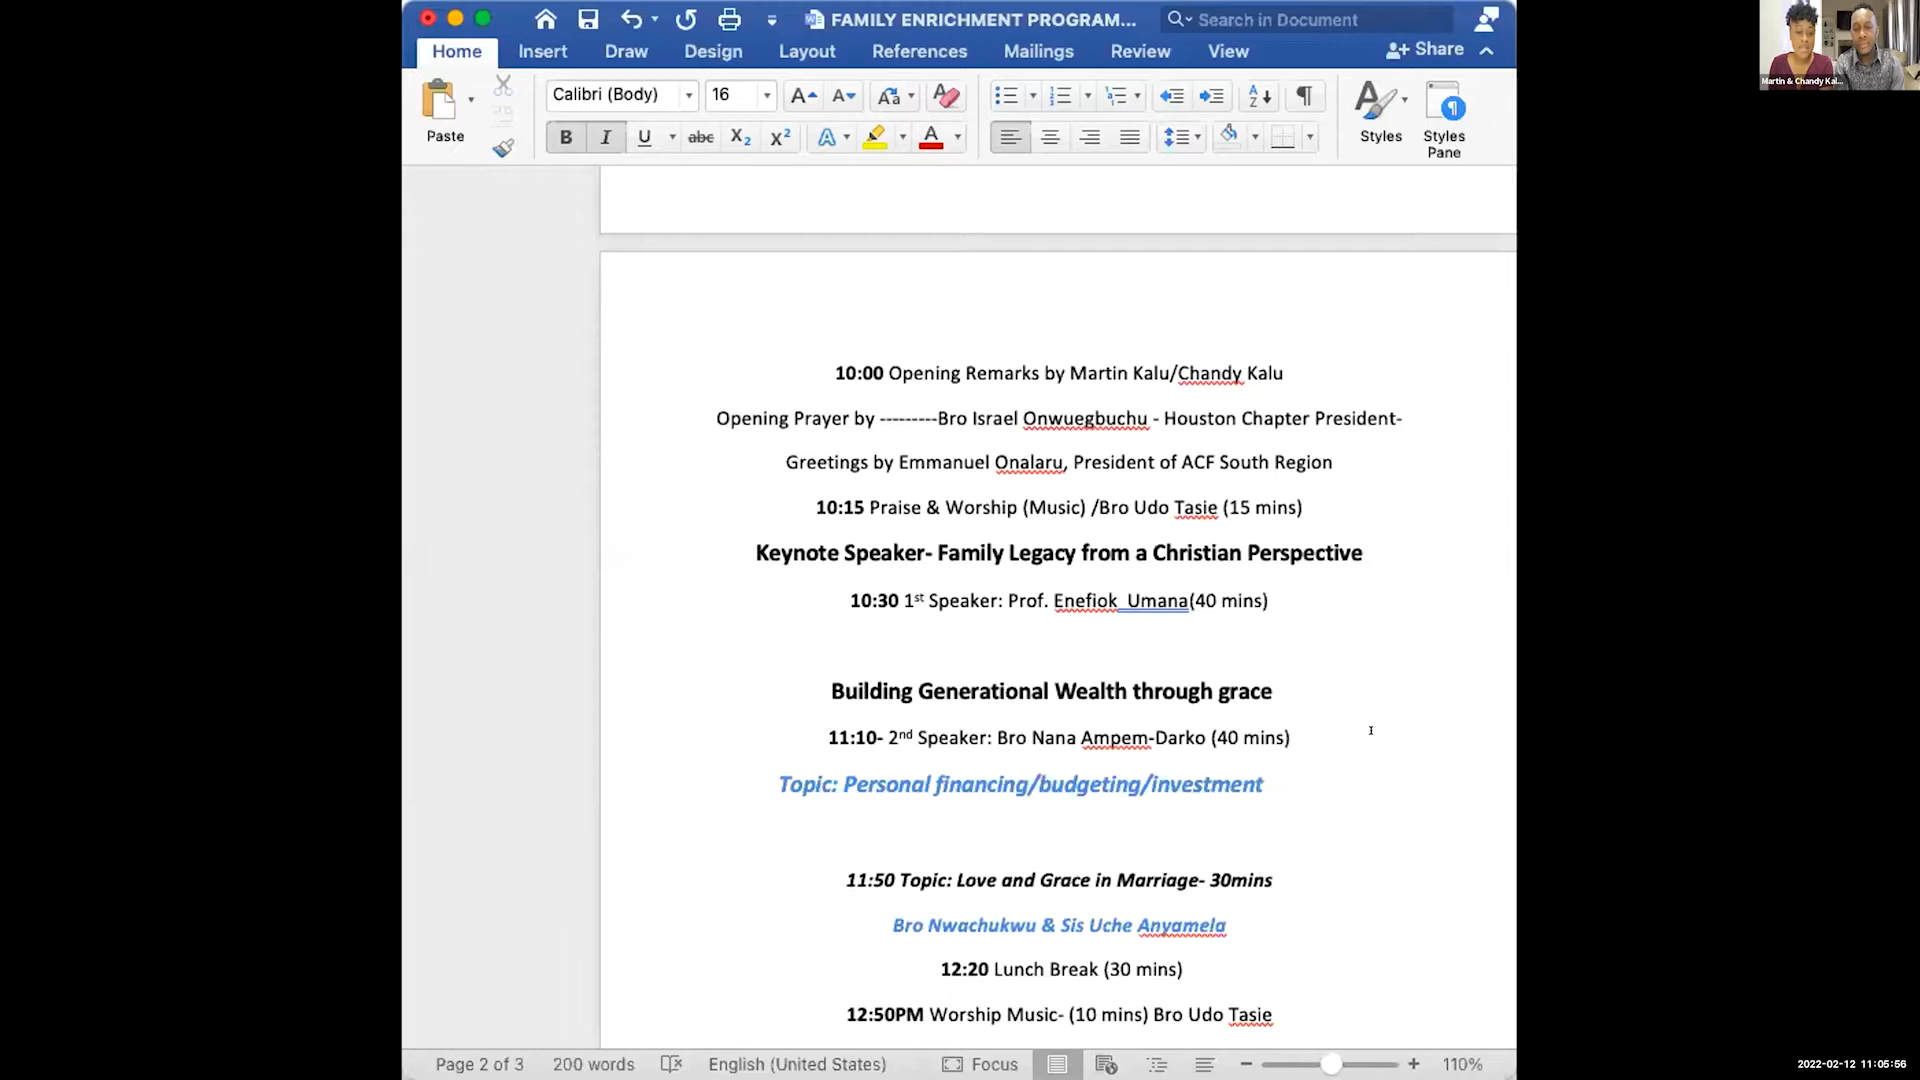 FAMILY ENRICHMENT PROGRAM...
Search in Document
Home Insert Draw Design Layout References Mailings Review View Share
Calibri (Body) 16
Paste
Styles
Styles Pane
Martin & Chandy Kal...
10:00 Opening Remarks by Martin Kalu/Chandy Kalu
Opening Prayer by ---------Bro Israel Onwuegbuchu - Houston Chapter President-
Greetings by Emmanuel Onalaru, President of ACF South Region
10:15 Praise & Worship (Music) /Bro Udo Tasie (15 mins)
Keynote Speaker- Family Legacy from a Christian Perspective
10:30 1st Speaker: Prof. Enefiok Umana(40 mins)
Building Generational Wealth through grace
11:10- 2nd Speaker: Bro Nana Ampem-Darko (40 mins)
Topic: Personal financing/budgeting/investment
11:50 Topic: Love and Grace in Marriage- 30mins
Bro Nwachukwu & Sis Uche Anyamela
12:20 Lunch Break (30 mins)
12:50PM Worship Music- (10 mins) Bro Udo Tasie
Page 2 of 3 200 words English (United States) Focus 110%
2022-02-12 11:05:56